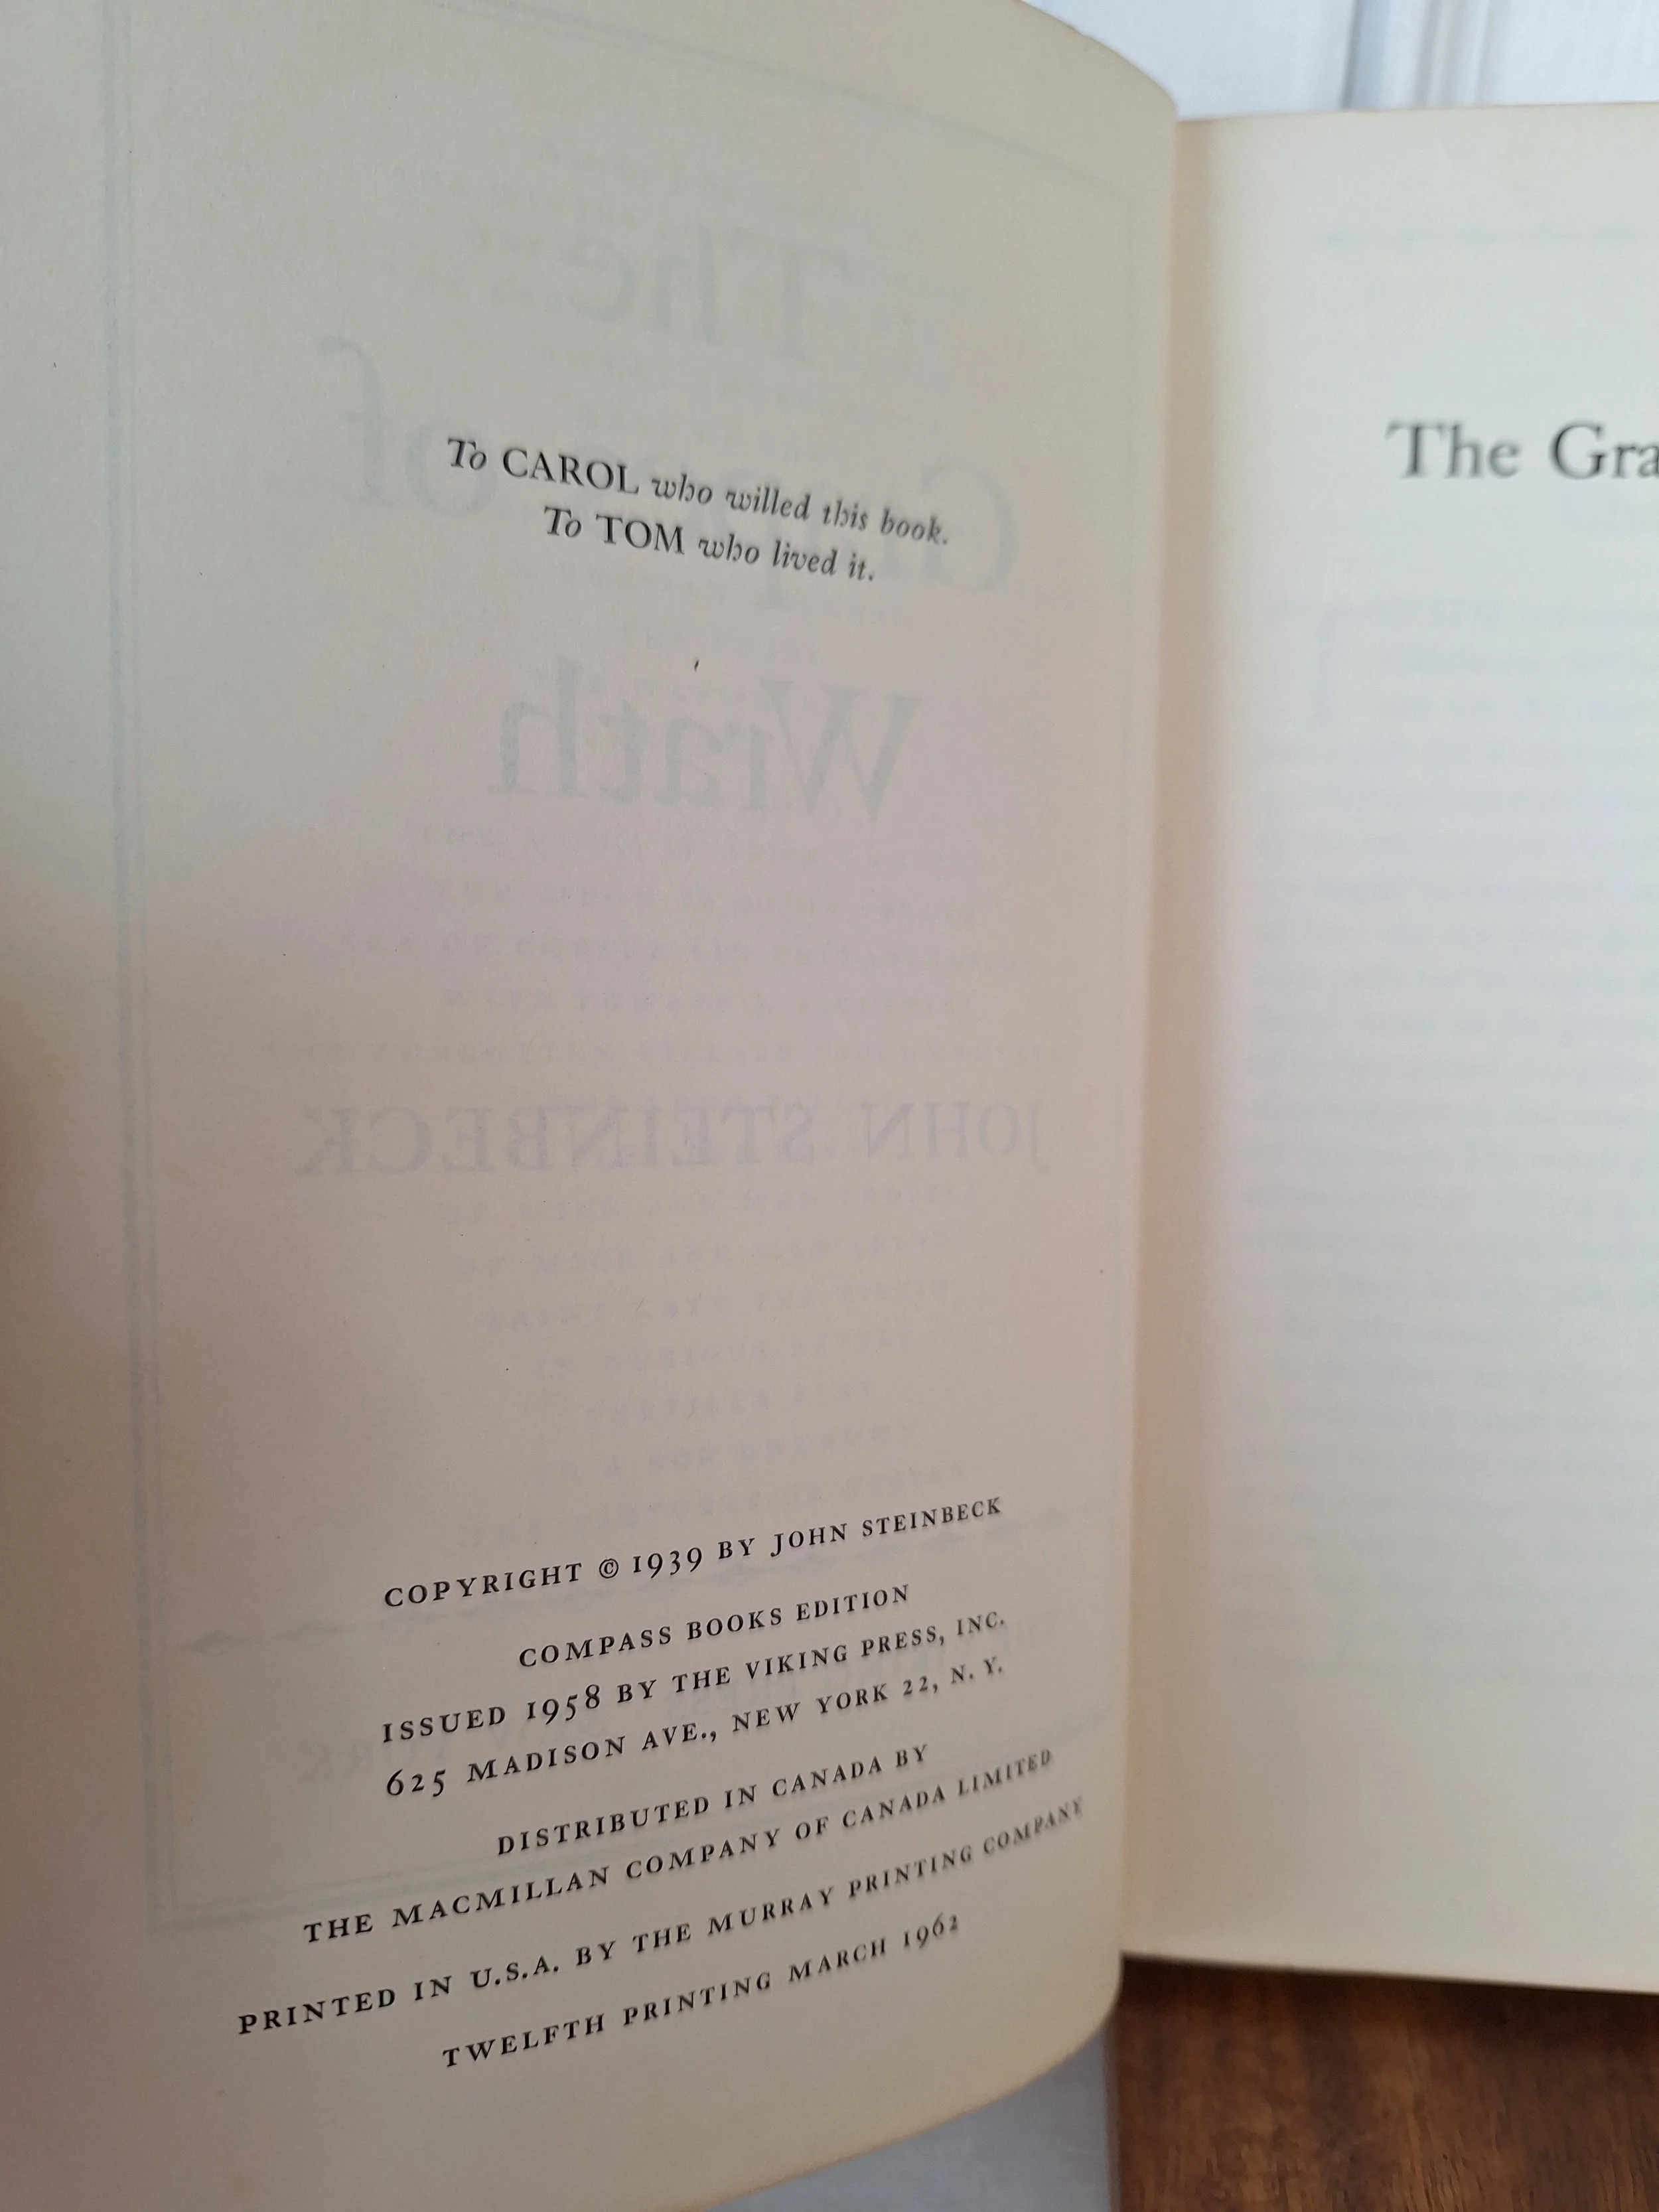 To CAROL who willed this book.
To TOM who lived it.
COPYRIGHT © 1939 BY JOHN STEINBECK
COMPASS BOOKS EDITION
ISSUED 1958 BY THE VIKING PRESS, INC.
625 MADISON AVE., NEW YORK 22, N. Y.
DISTRIBUTED IN CANADA BY
THE MACMILLAN COMPANY OF CANADA LIMITED
PRINTED IN U.S.A. BY THE MURRAY PRINTING COMPANY
TWELFTH PRINTING MARCH 1962
The Gra